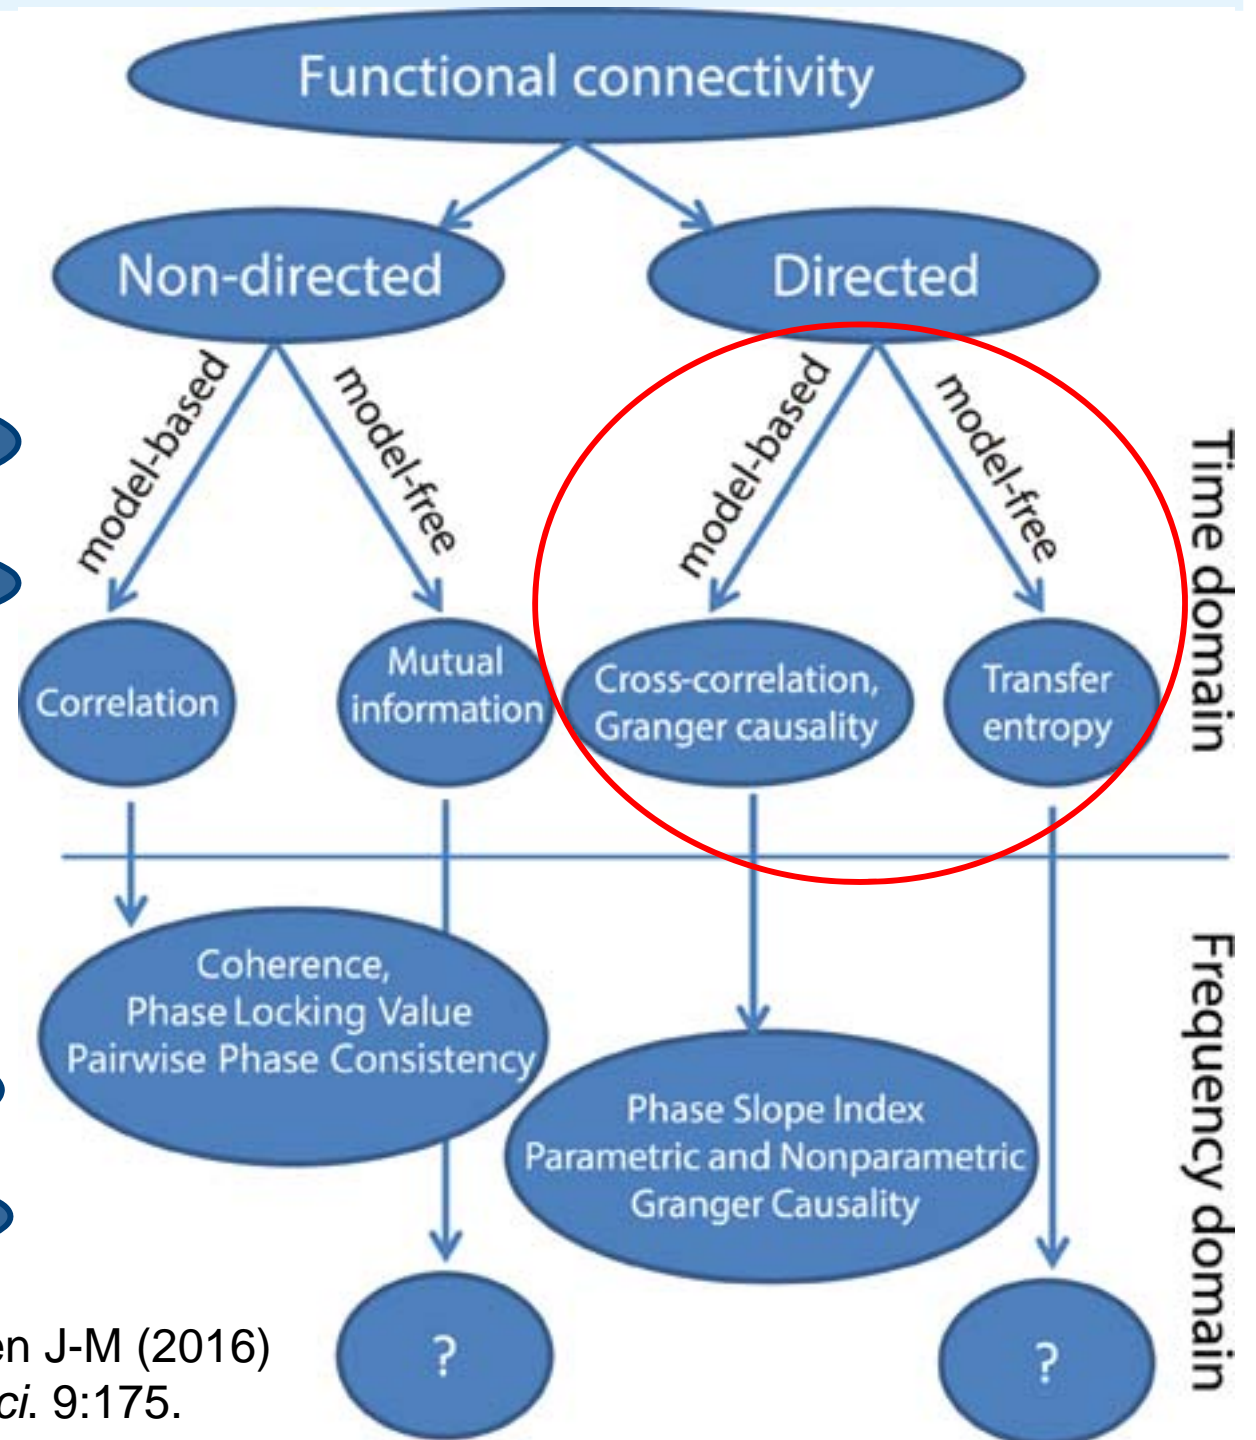 Functional connectivity
Non-directed
Directed
model-based
model-free
model-based
model-free
Time domain
Correlation
Mutual
information
Cross-correlation,
Granger causality
Transfer
entropy
Frequency domain
Coherence,
Phase Locking Value
Pairwise Phase Consistency
Phase Slope Index
Parametric and Nonparametric
Granger Causality
?
?
en J-M (2016)
ci. 9:175.